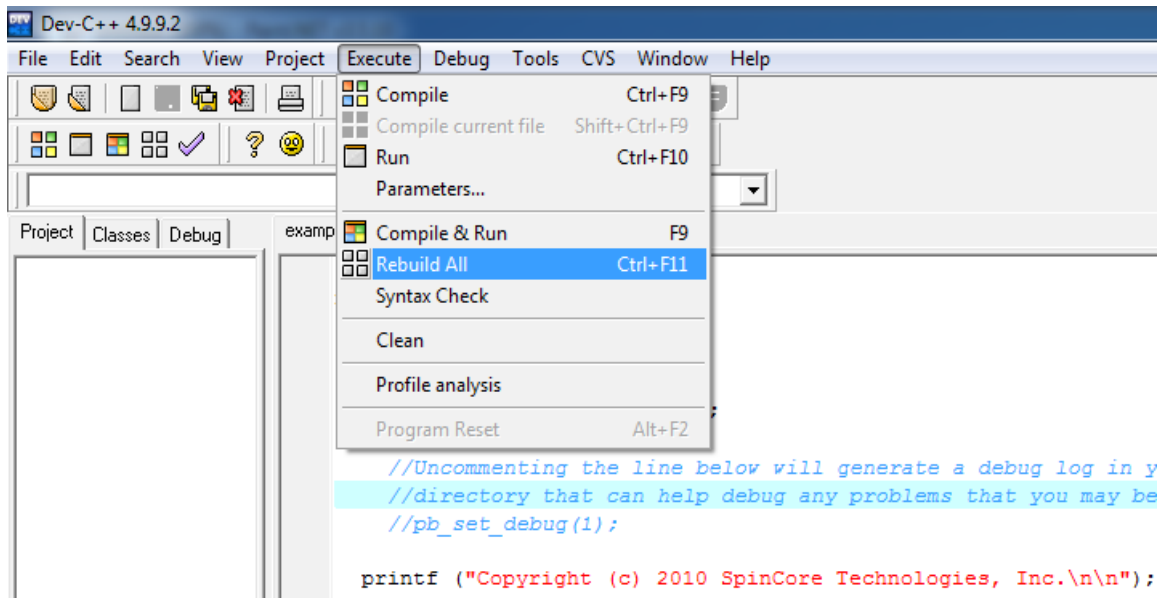 Dev-C++ 4.9.9.2
File Edit Search View Project Execute Debug Tools CVS Window Help
Compile Ctrl+F9
Compile current file Shift+Ctrl+F9
Run Ctrl+F10
Parameters...
Project Classes Debug examp
Compile & Run F9
Rebuild All Ctrl+F11
Syntax Check
Clean
Profile analysis
;
Program Reset Alt+F2
//Uncommenting the line below will generate a debug log in y
//directory that can help debug any problems that you may be
//pb_set_debug(1);
printf ("Copyright (c) 2010 SpinCore Technologies, Inc.\n\n");